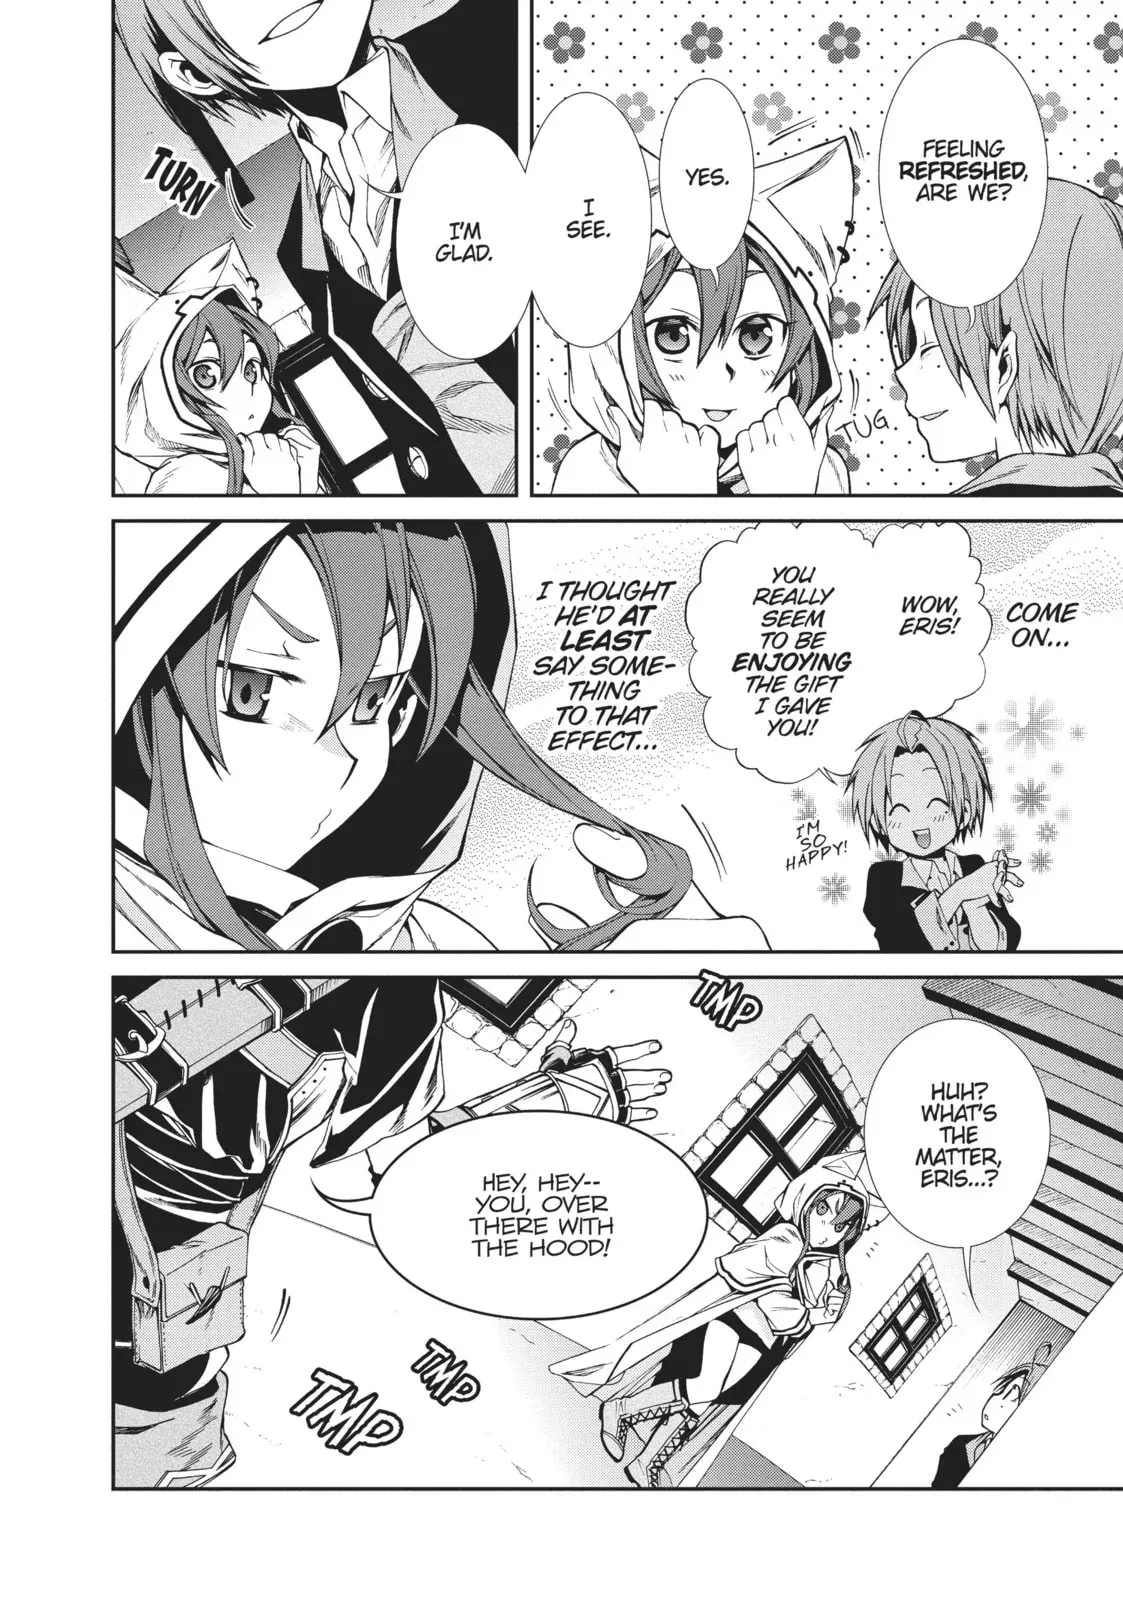 FEELING
REFRESHED,
ARE WE?
YES.
TUG
I
SEE.
I'M
GLAD.
TURN
COME
ON...
WOW,
ERIS!
YOU
REALLY
SEEM
TO BE
ENJOYING
THE GIFT
I GAVE
YOU!
I'M
SO
HAPPY!
I THOUGHT
HE'D AT
LEAST
SAY SOME-
THING
TO THAT
EFFECT...
TMP
HUH?
WHAT'S
THE
MATTER,
ERIS...?
HEY, HEY--
YOU, OVER
THERE WITH
THE HOOD!
TMP
TMP